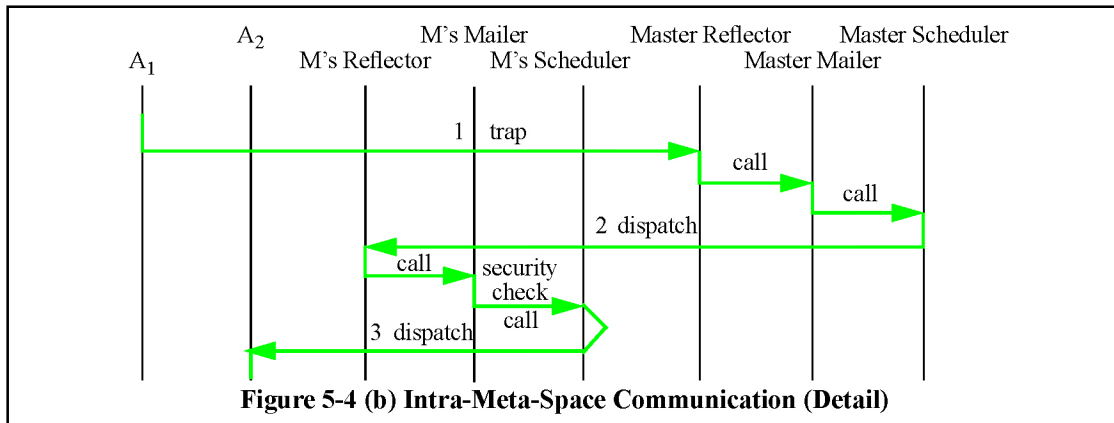 A2 M's Mailer Master Scheduler
A1 M's Reflector M's Scheduler Master Reflector Master Mailer
1 trap
call
call
2 dispatch
call security
check
call
3 dispatch
Figure 5-4 (b) Intra-Meta-Space Communication (Detail)